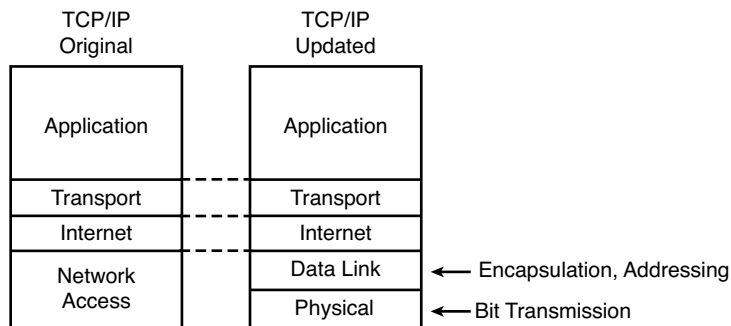 TCP/IP
Original
TCP/IP
Updated
Application
Application
Transport
Transport
Internet
Internet
Network
Access
Data Link
Encapsulation, Addressing
Physical
Bit Transmission